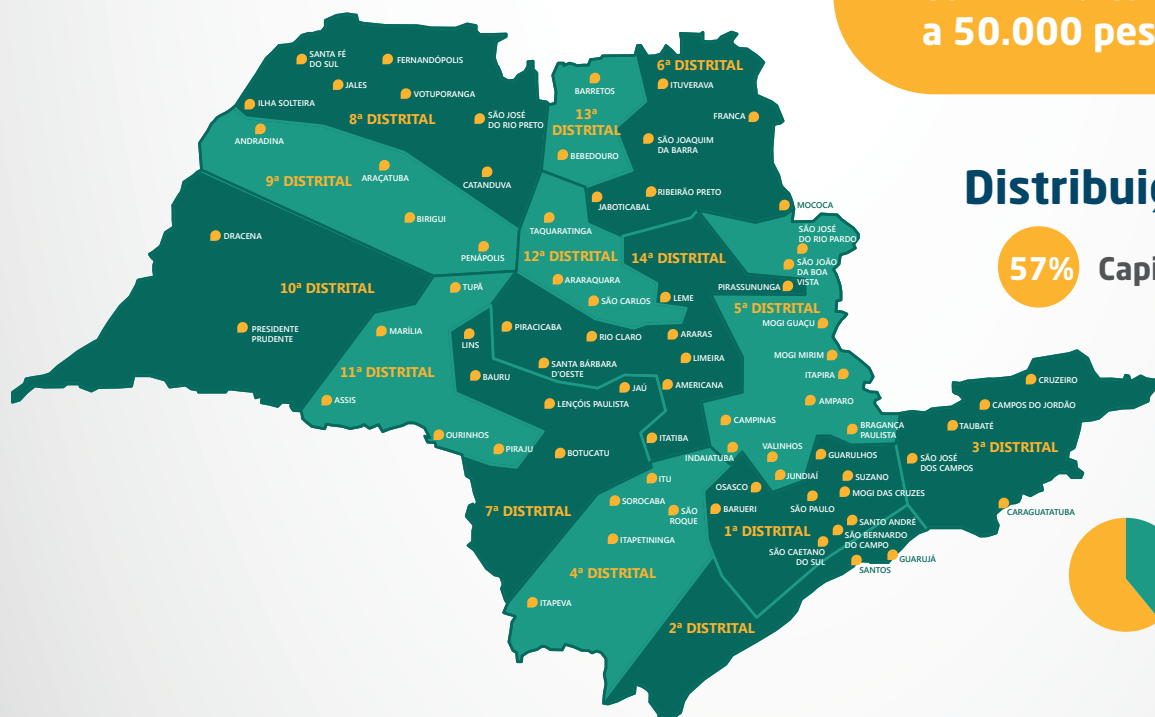 a 50.000 pes
SANTA FÉ
DO SUL
FERNANDÓPOLIS
JALES
VOTUPORANGA
ILHA SOLTEIRA
8ª DISTRITAL
SÃO JOSÉ
DO RIO PRETO
ANDRADINA
9ª DISTRITAL
ARAÇATUBA
CATANDUVA
BIRIGUI
PENÁPOLIS
DRACENA
10ª DISTRITAL
PRESIDENTE
PRUDENTE
BARRETOS
13ª
DISTRITAL
BEBEDOURO
6ª DISTRITAL
ITUVERAVA
FRANCA
SÃO JOAQUIM
DA BARRA
RIBEIRÃO PRETO
JABOTICABAL
MOCOCA
TAQUARATINGA
12ª DISTRITAL
ARARAQUARA
SÃO CARLOS
14ª DISTRITAL
LEME
PIRASSUNUNGA
SÃO JOSÉ
DO RIO PARDO
SÃO JOÃO
DA BOA
VISTA
5ª DISTRITAL
MOGI GUAÇU
MOGI MIRIM
ITAPIRA
AMPARO
TUPÃ
MARÍLIA
LINS
11ª DISTRITAL
ASSIS
OURINHOS
PIRAJU
PIRACICABA
RIO CLARO
ARARAS
LIMEIRA
SANTA BÁRBARA
D'OESTE
BAURU
JAÚ
AMERICANA
LENÇÓIS PAULISTA
BOTUCATU
ITATIBA
CAMPINAS
BRAGANÇA
PAULISTA
INDAIATUBA
VALINHOS
JUNDIAÍ
GUARULHOS
SUZANO
MOGI DAS CRUZES
OSASCO
BARUERI
SÃO PAULO
1ª DISTRITAL
SANTO ANDRÉ
SÃO BERNARDO
DO CAMPO
SÃO CAETANO
DO SUL
SANTOS
GUARUJÁ
7ª DISTRITAL
ITU
SOROCABA
SÃO
ROQUE
ITAPETININGA
4ª DISTRITAL
ITAPEVA
2ª DISTRITAL
CRUZEIRO
CAMPOS DO JORDÃO
TAUBATÉ
3ª DISTRITAL
SÃO JOSÉ
DOS CAMPOS
CARAGUATATUBA
Distribui
57% Capi